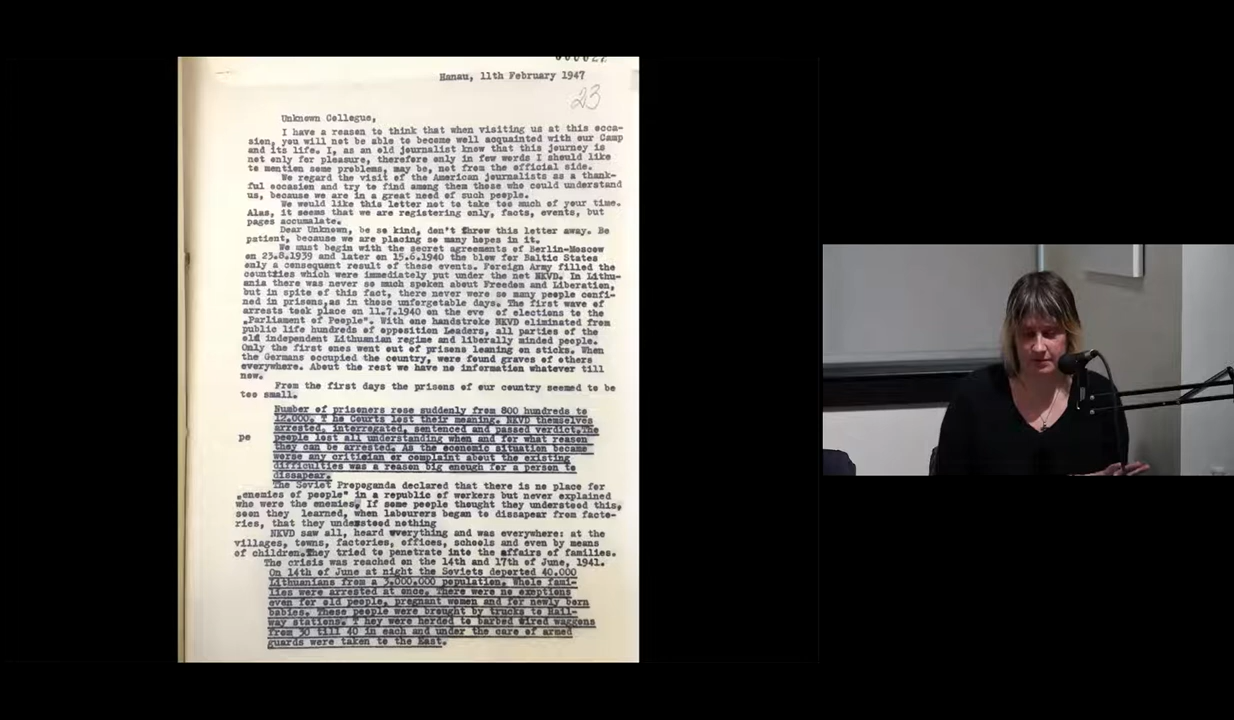 Hanau, 11th February 1947
23
Unknown Collegue,
I have a reason to think that when visiting us at this occa-
sion, you will not be able to become well acquainted with our Camp
and its life. I, as an old journalist know that this journey is
not only for pleasure, therefore only in few words I should like
to mention some problems, may be, not from the official side.
We regard the visit of the American journalists as a thank-
ful occasion and try to find among them those who could understand
us, because we are in a great need of such people.
We would like this letter not to take too much of your time.
Alas, it seems that we are registering only, facts, events, but
pages accumalate.
Dear Unknown, be so kind, don't threw this letter away. Be
patient, because we are placing so many hopes in it.
We must begin with the secret agreements of Berlin-Moscow
on 23.8.1939 and later on 15.6.1940 the blow for Baltic States
only a consequent result of these events. Foreign Army filled the
countries which were immediately put under the net NKVD. In Lithu-
ania there was never so much spoken about Freedom and Liberation,
but in spite of this fact, there never were so many people confi-
ned in prisons,as in those unforgetable days. The first wave of
arrests took place on 11.7.1940 on the eve of elections to the
„Parliament of People". With one handstroke NKVD eliminated from
public life hundreds of opposition Leaders, all parties of the
old independent Lithuanian regime and liberally minded people.
Only the first ones went out of prisons leaning on sticks. When
the Germans occupied the country, were found graves of others
everywhere. About the rest we have no information whatever till
now.
From the first days the prisons of our country seemed to be
too small.
Number of prisoners rose suddenly from 800 hundreds to
12.000. T he Courts lost their meaning. NKVD themselves
arrested, interrogated, sentenced and passed verdict.The
pe people lost all understanding when and for what reason
they can be arrested. As the economic situation became
worse any criticism or complaint about the existing
difficulties was a reason big enough for a person to
dissapear.
The Soviet Propaganda declared that there is no place for
„enemies of people" in a republic of workers but never explained
who were the enemies. If some people thought they understood this,
soon they learned, when labourers began to dissapear from facto-
ries, that they understood nothing
NKVD saw all, heard everything and was everywhere: at the
villages, towns, factories, offices, schools and even by means
of children.They tried to penetrate into the affairs of families.
The crisis was reached on the 14th and 17th of June, 1941.
On 14th of June at night the Soviets deported 40.000
Lithuanians from a 3.000.000 population. Whole fami-
lies were arrested at once. There were no exeptions
even for old people, pregnant women and for newly born
babies. These people were brought by trucks to Rail-
way stations. T hey were herded to barbed wired waggons
from 30 till 40 in each and under the care of armed
guards were taken to the East.